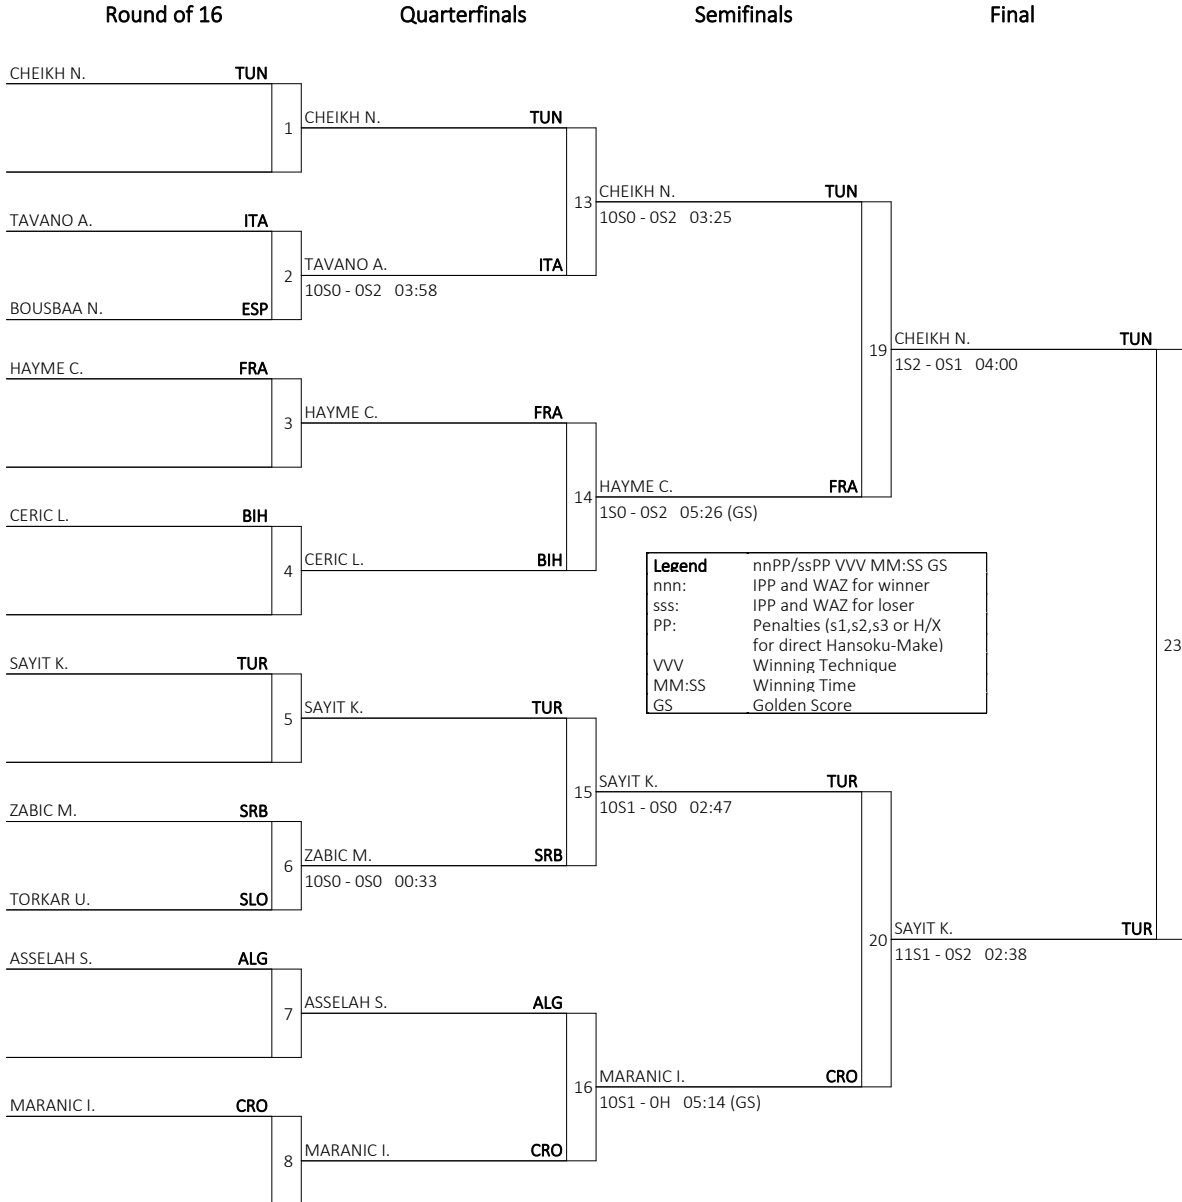 Round of 16 Quarterfinals Semifinals Final
CHEIKH N. TUN
1 CHEIKH N. TUN
13 CHEIKH N. TUN
10S0 - 0S2 03:25
TAVANO A. ITA
2 TAVANO A. ITA
10S0 - 0S2 03:58
BOUSBAA N. ESP
19 CHEIKH N. TUN
1S2 - 0S1 04:00
HAYME C. FRA
3 HAYME C. FRA
14 HAYME C. FRA
1S0 - 0S2 05:26 (GS)
CERIC L. BIH
4 CERIC L. BIH
Legend nnPP/ssPP VVV MM:SS GS
nnn: IPP and WAZ for winner
sss: IPP and WAZ for loser
PP: Penalties (s1,s2,s3 or H/X
for direct Hansoku-Make)
VVV Winning Technique
MM:SS Winning Time
GS Golden Score
23
SAYIT K. TUR
5 SAYIT K. TUR
15 SAYIT K. TUR
10S1 - 0S0 02:47
ZABIC M. SRB
6 ZABIC M. SRB
10S0 - 0S0 00:33
TORKAR U. SLO
20 SAYIT K. TUR
11S1 - 0S2 02:38
ASSELAH S. ALG
7 ASSELAH S. ALG
16 MARANIC I. CRO
10S1 - 0H 05:14 (GS)
MARANIC I. CRO
8 MARANIC I. CRO